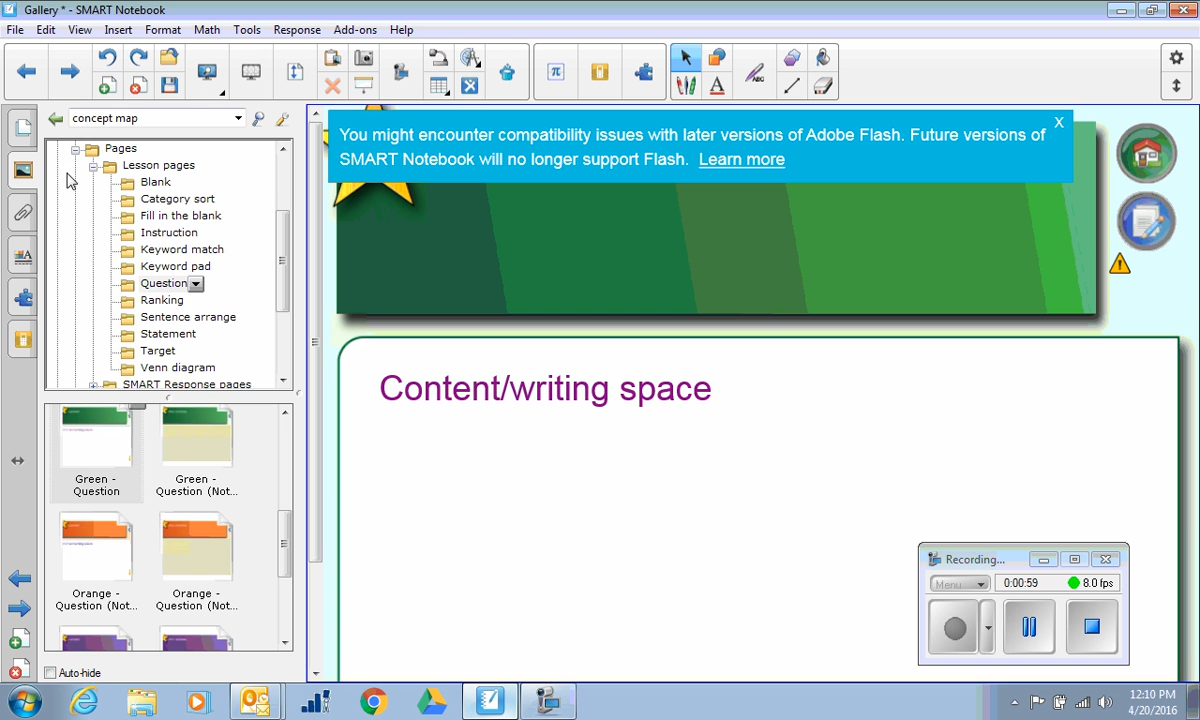 Gallery * - SMART Notebook
File Edit View Insert Format Math Tools Response Add-ons Help
π
ABC
A
concept map
Pages
Lesson pages
Blank
Category sort
Fill in the blank
Instruction
Keyword match
Keyword pad
Question
Ranking
Sentence arrange
Statement
Target
Venn diagram
SMART Response pages
Green - Question
Green - Question (Not...
Orange - Question (Not...
Orange - Question (Not...
Auto-hide
You might encounter compatibility issues with later versions of Adobe Flash. Future versions of
SMART Notebook will no longer support Flash. Learn more
X
Content/writing space
Recording...
Menu 0:00:59 8.0 fps
12:10 PM
4/20/2016